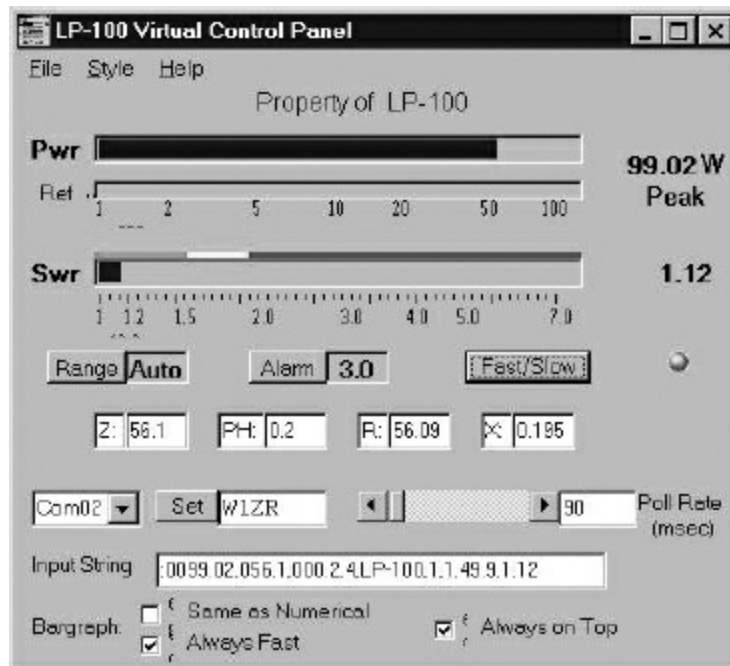 LP-100 Virtual Control Panel
File Style Help
Property of LP-100
Pwr
99.02 W
Peak
Ref
1 2 5 10 20 50 100
Swr
1.12
1 1.2 1.5 2.0 3.0 4.0 5.0 7.0
Range Auto Alarm 3.0 Fast/Slow
Z: 56.1 PH: 0.2 R: 56.09 X: 0.195
Com02 Set W1ZR 90 Poll Rate
(msec)
Input String :0099.02,056.1,000.2,4,LP-100,1,1,49.9,1.12
Bargraph: Same as Numerical
Always Fast
Always on Top